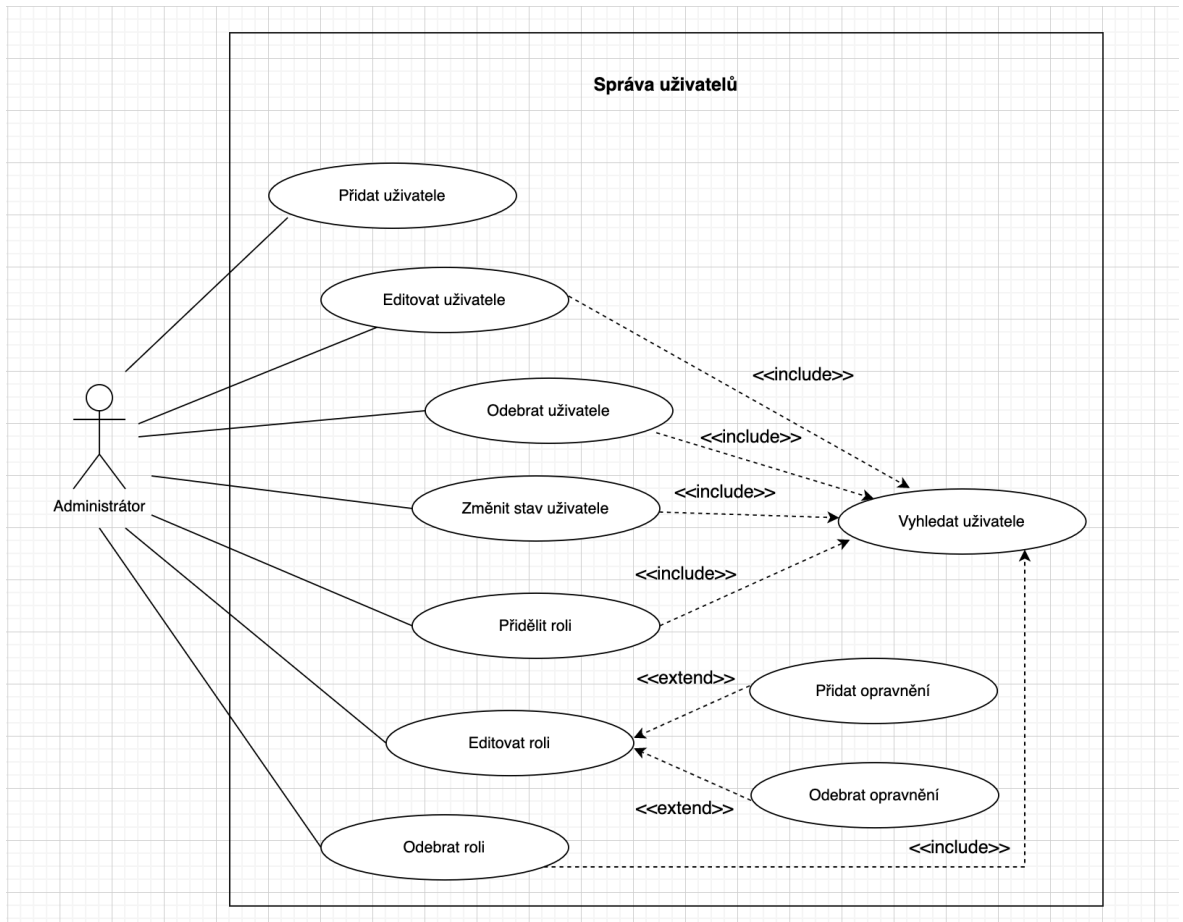 Správa uživatelů
Přidat uživatele
Editovat uživatele
<<include>>
Odebrat uživatele
<<include>>
<<include>>
Administrátor
Změnit stav uživatele
Vyhledat uživatele
<<include>>
Přidělit roli
<<extend>>
Přidat opravnění
Editovat roli
Odebrat opravnění
<<extend>>
Odebrat roli
<<include>>